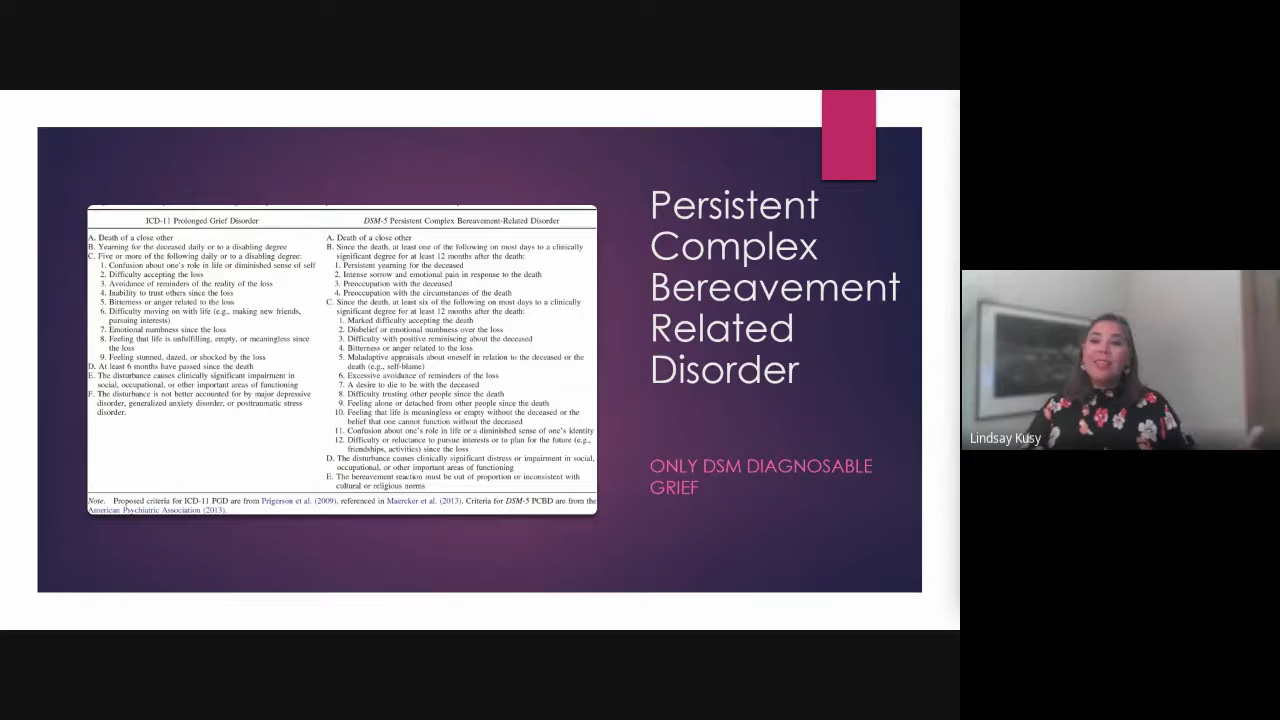 ICD-11 Prolonged Grief Disorder
A. Death of a close other
B. Yearning for the deceased daily or to a disabling degree
C. Five or more of the following daily or to a disabling degree:
1. Confusion about one's role in life or diminished sense of self
2. Difficulty accepting the loss
3. Avoidance of reminders of the reality of the loss
4. Inability to trust others since the loss
5. Bitterness or anger related to the loss
6. Difficulty moving on with life (e.g., making new friends,
pursuing interests)
7. Emotional numbness since the loss
8. Feeling that life is unfulfilling, empty, or meaningless since
the loss
9. Feeling stunned, dazed, or shocked by the loss
D. At least 6 months have passed since the death
E. The disturbance causes clinically significant impairment in
social, occupational, or other important areas of functioning
F. The disturbance is not better accounted for by major depressive
disorder, generalized anxiety disorder, or posttraumatic stress
disorder.
DSM-5 Persistent Complex Bereavement-Related Disorder
A. Death of a close other
B. Since the death, at least one of the following on most days to a clinically
significant degree for at least 12 months after the death:
1. Persistent yearning for the deceased
2. Intense sorrow and emotional pain in response to the death
3. Preoccupation with the deceased
4. Preoccupation with the circumstances of the death
C. Since the death, at least six of the following on most days to a clinically
significant degree for at least 12 months after the death:
1. Marked difficulty accepting the death
2. Disbelief or emotional numbness over the loss
3. Difficulty with positive reminiscing about the deceased
4. Bitterness or anger related to the loss
5. Maladaptive appraisals about oneself in relation to the deceased or the
death (e.g., self-blame)
6. Excessive avoidance of reminders of the loss
7. A desire to die to be with the deceased
8. Difficulty trusting other people since the death
9. Feeling alone or detached from other people since the death
10. Feeling that life is meaningless or empty without the deceased or the
belief that one cannot function without the deceased
11. Confusion about one's role in life or a diminished sense of one's identity
12. Difficulty or reluctance to pursue interests or to plan for the future (e.g.,
friendships, activities) since the loss
D. The disturbance causes clinically significant distress or impairment in social,
occupational, or other important areas of functioning
E. The bereavement reaction must be out of proportion or inconsistent with
cultural or religious norms
Note. Proposed criteria for ICD-11 PGD are from Prigerson et al. (2009), referenced in Maercker et al. (2013). Criteria for DSM-5 PCBD are from the
American Psychiatric Association (2013).
Persistent
Complex
Bereavement
Related
Disorder
ONLY DSM DIAGNOSABLE
GRIEF
Lindsay Kusy